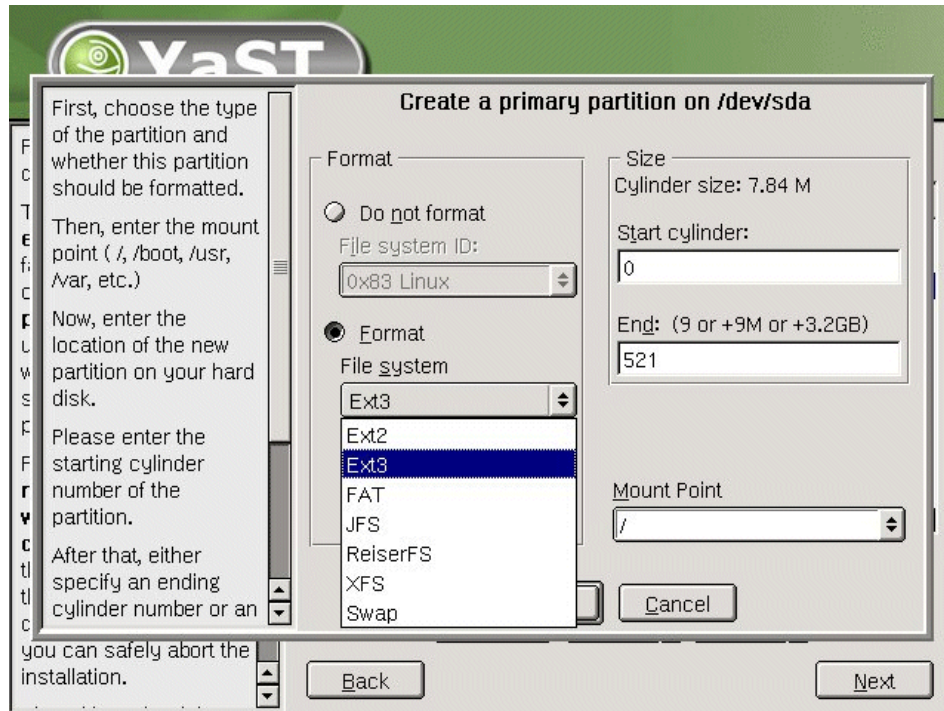 YaST
Create a primary partition on /dev/sda
First, choose the type
of the partition and
whether this partition
should be formatted.
Then, enter the mount
point ( /, /boot, /usr,
/var, etc.)
Now, enter the
location of the new
partition on your hard
disk.
Please enter the
starting cylinder
number of the
partition.
After that, either
specify an ending
cylinder number or an
Format
Do not format
File system ID:
0x83 Linux
Format
File system
Ext3
Ext2
Ext3
FAT
JFS
ReiserFS
XFS
Swap
Size
Cylinder size: 7.84 M
Start cylinder:
0
End: (9 or +9M or +3.2GB)
521
Mount Point
/
Cancel
you can safely abort the
installation.
Back
Next